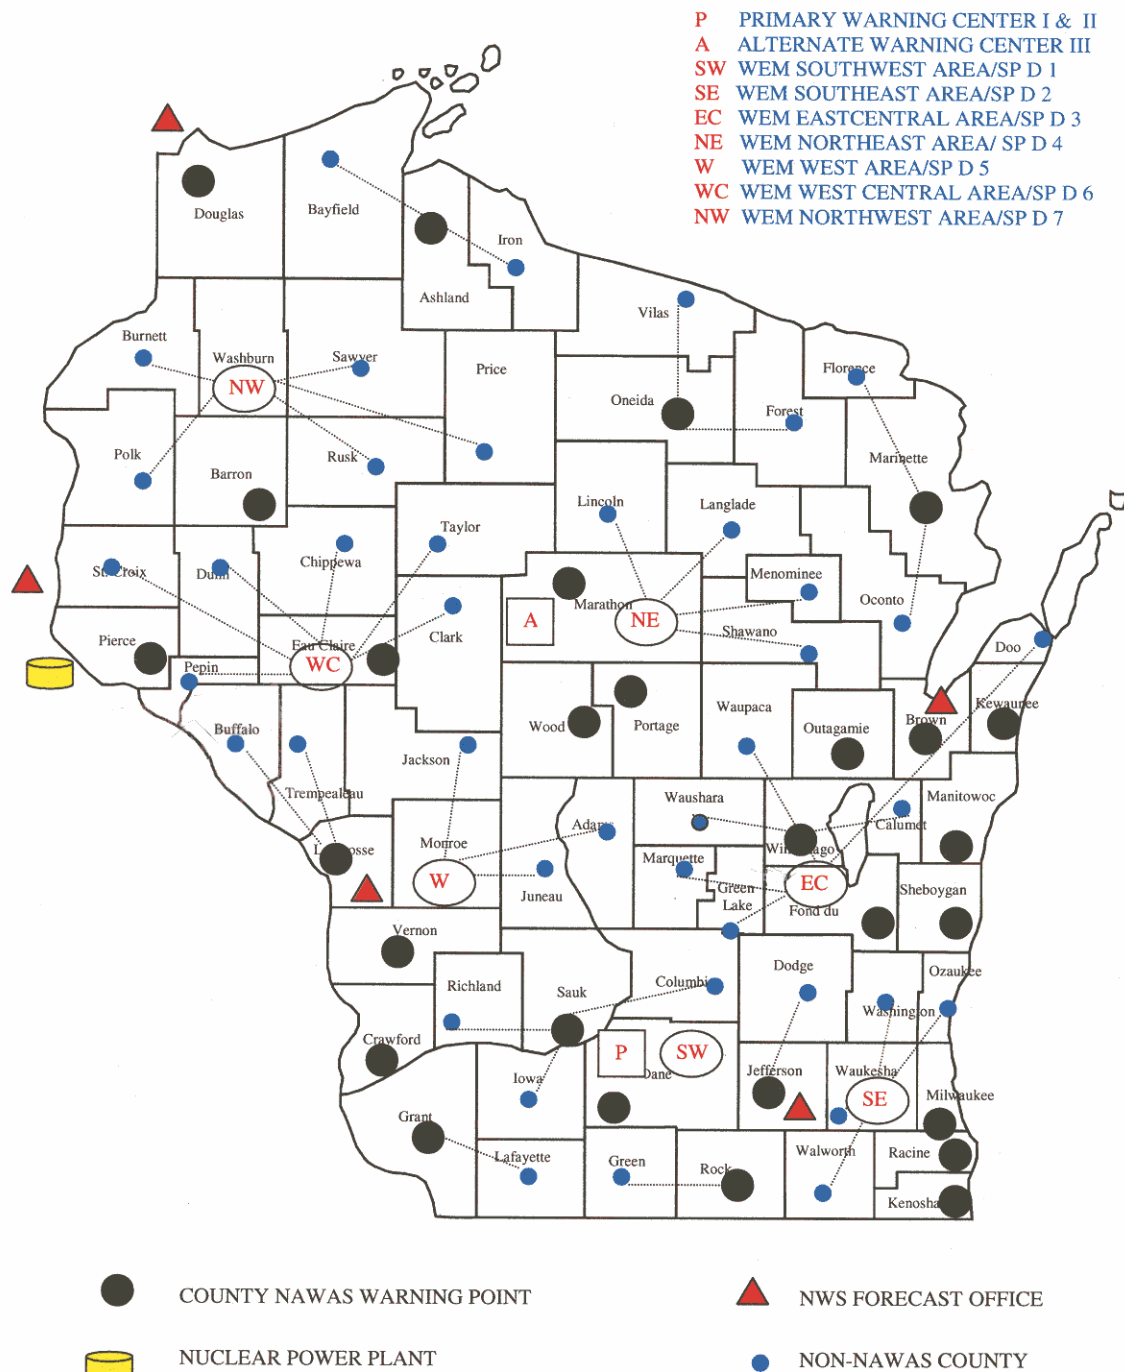 P PRIMARY WARNING CENTER I & II
A ALTERNATE WARNING CENTER III
SW WEM SOUTHWEST AREA/SP D 1
SE WEM SOUTHEAST AREA/SP D 2
EC WEM EASTCENTRAL AREA/SP D 3
NE WEM NORTHEAST AREA/ SP D 4
W WEM WEST AREA/SP D 5
WC WEM WEST CENTRAL AREA/SP D 6
NW WEM NORTHWEST AREA/SP D 7
Douglas
Bayfield
Iron
Ashland
Vilas
Burnett
Washburn
Sawyer
Price
Florence
NW
Oneida
Forest
Polk
Barron
Rusk
Marinette
Lincoln
Langlade
Taylor
Chippewa
St. Croix
Dunn
Menominee
Marathon
Oconto
A
NE
Clark
Shawano
Pierce
Eau Claire
WC
Doo
Pepin
Kewaunee
Buffalo
Wood
Portage
Waupaca
Outagamie
Brown
Jackson
Trempealeau
Waushara
Manitowoc
Adams
Calumet
Monroe
W
Marquette
EC
Green
Lake
Sheboygan
Juneau
Fond du
Vernon
Dodge
Ozaukee
Richland
Sauk
Columbi
Washington
Crawford
P
SW
Dane
Jefferson
Waukesha
Iowa
SE
Milwaukee
Grant
Lafayette
Green
Rock
Walworth
Racine
Kenosha
COUNTY NAWAS WARNING POINT
NWS FORECAST OFFICE
NUCLEAR POWER PLANT
NON-NAWAS COUNTY